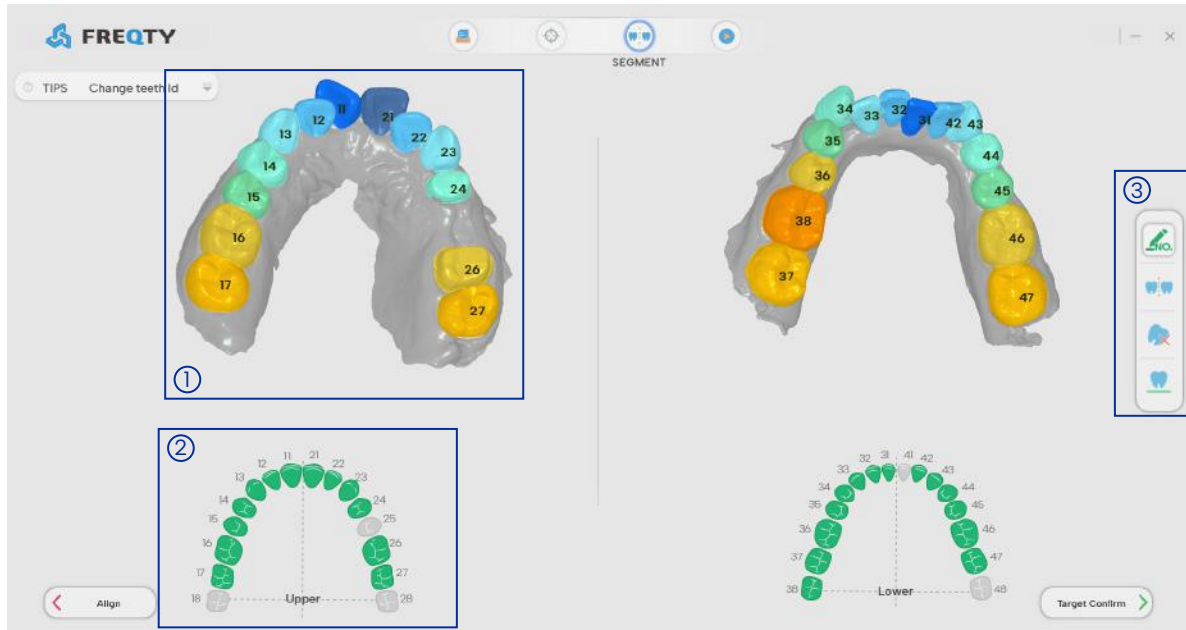 FREQTY
SEGMENT
TIPS Change teeth Id
①
11 21
12 22
13 23
14 24
15
16 26
17 27
34 33 32 31 42 43
35 44
36 45
38 46
37 47
③
NO.
②
11 21
12 22
13 23
14 24
15 25
16 26
17 27
18 Upper 28
32 31 41 42
33 43
34 44
35 45
36 46
37 47
38 Lower 48
Align
Target Confirm